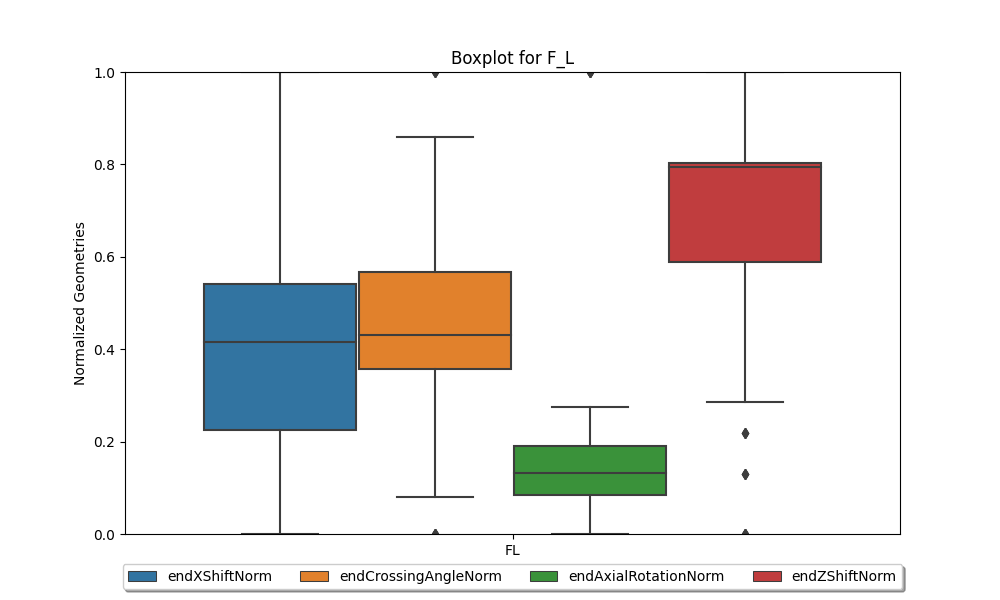 Boxplot for F_L
1.0
0.8
0.6
0.4
0.2
0.0
Normalized Geometries
FL
endXShiftNorm endCrossingAngleNorm endAxialRotationNorm endZShiftNorm